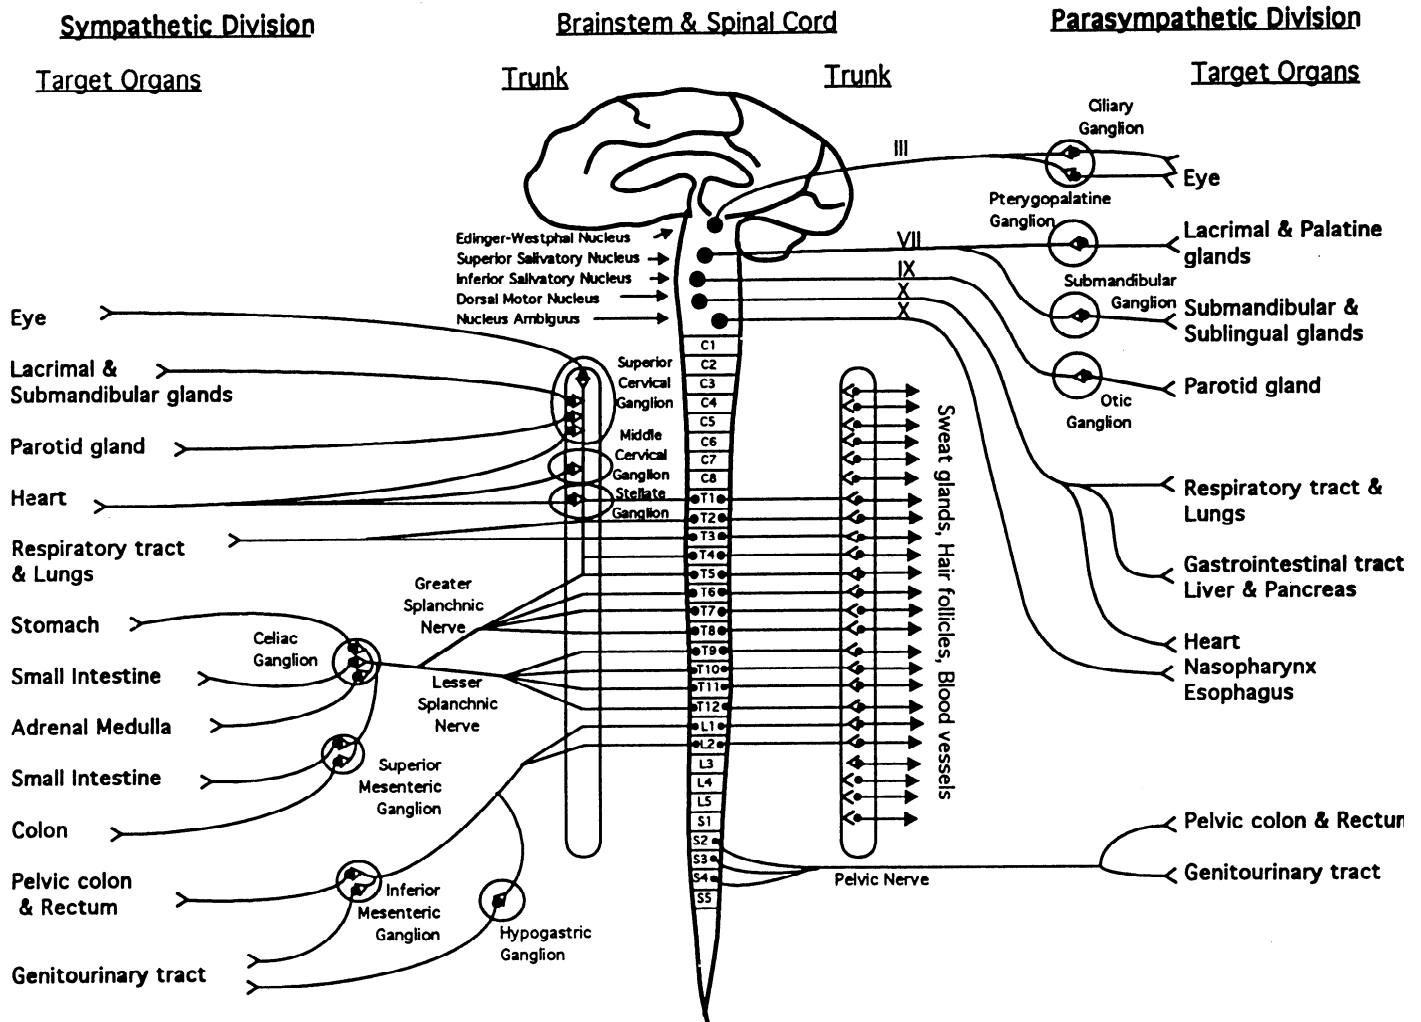 Sympathetic Division
Brainstem & Spinal Cord
Parasympathetic Division
Target Organs
Trunk
Trunk
Target Organs
Ciliary
Ganglion
III
Eye
Pterygopalatine
Ganglion
VII
Lacrimal & Palatine
glands
IX
X
X
Submandibular
Ganglion
Submandibular &
Sublingual glands
Parotid gland
Otic
Ganglion
Edinger-Westphal Nucleus
Superior Salivatory Nucleus
Inferior Salivatory Nucleus
Dorsal Motor Nucleus
Nucleus Ambiguus
Eye
Lacrimal &
Submandibular glands
Parotid gland
Heart
Respiratory tract
& Lungs
Stomach
Small Intestine
Adrenal Medulla
Small Intestine
Colon
Pelvic colon
& Rectum
Genitourinary tract
Superior
Cervical
Ganglion
Middle
Cervical
Ganglion
Stellate
Ganglion
Greater
Splanchnic
Nerve
Celiac
Ganglion
Lesser
Splanchnic
Nerve
Superior
Mesenteric
Ganglion
Inferior
Mesenteric
Ganglion
Hypogastric
Ganglion
C1
C2
C3
C4
C5
C6
C7
C8
T1
T2
T3
T4
T5
T6
T7
T8
T9
T10
T11
T12
L1
L2
L3
L4
L5
S1
S2
S3
S4
S5
Sweat glands, Hair follicles, Blood vessels
Respiratory tract &
Lungs
Gastrointestinal tract
Liver & Pancreas
Heart
Nasopharynx
Esophagus
Pelvic colon & Rectum
Genitourinary tract
Pelvic Nerve